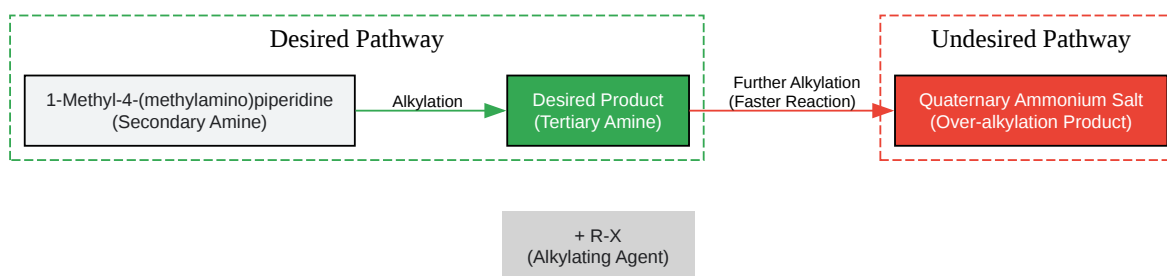 Desired Pathway
Undesired Pathway
1-Methyl-4-(methylamino)piperidine
(Secondary Amine)
Alkylation
Desired Product
(Tertiary Amine)
Further Alkylation
(Faster Reaction)
Quaternary Ammonium Salt
(Over-alkylation Product)
+ R-X
(Alkylating Agent)